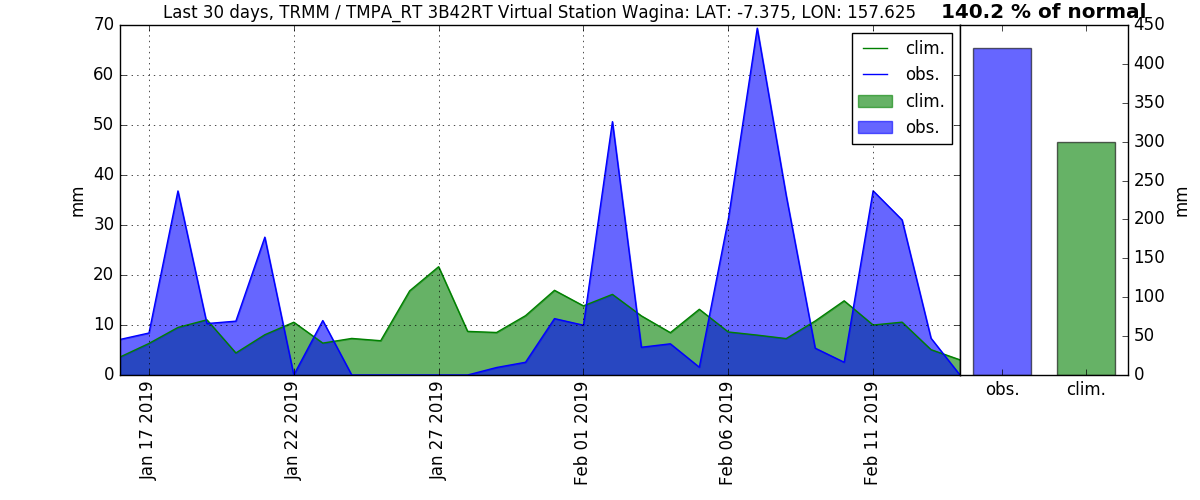 Last 30 days, TRMM / TMPA_RT 3B42RT Virtual Station Wagina: LAT: -7.375, LON: 157.625
140.2 % of normal
70
60
50
40
30
20
10
0
mm
Jan 17 2019
Jan 22 2019
Jan 27 2019
Feb 01 2019
Feb 06 2019
Feb 11 2019
clim.
obs.
clim.
obs.
450
400
350
300
250
200
150
100
50
0
mm
obs.
clim.